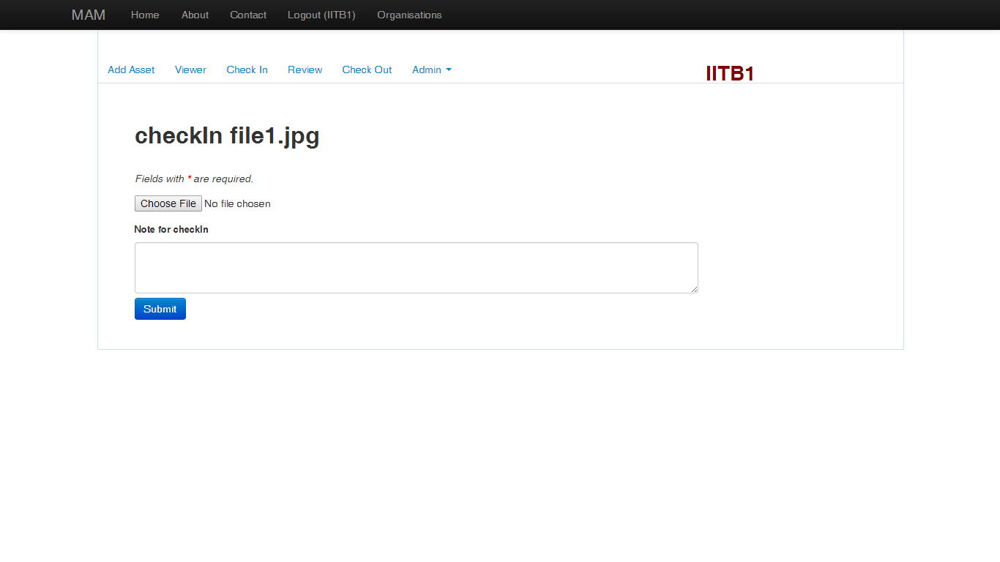 MAM Home About Contact Logout (IITB1) Organisations
Add Asset Viewer Check In Review Check Out Admin IITB1
checkIn file1.jpg
Fields with * are required.
Choose File No file chosen
Note for checkIn
Submit